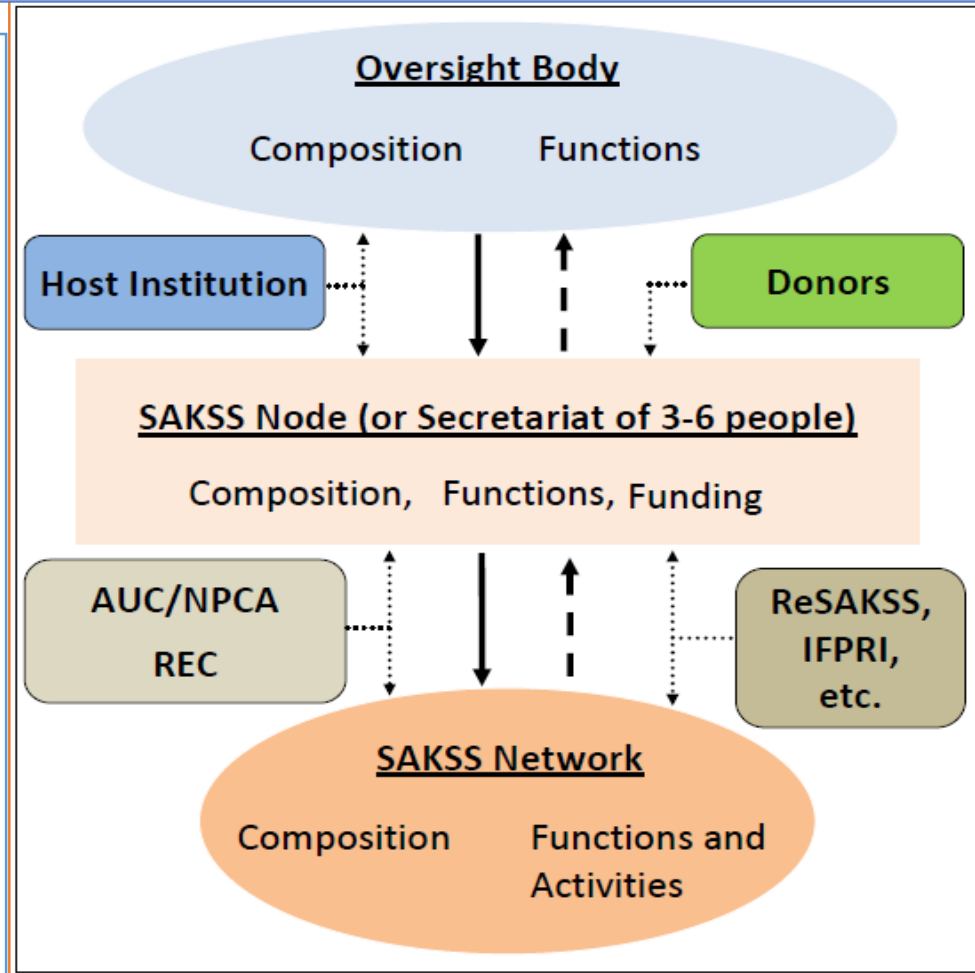 Oversight Body
Composition Functions
Host Institution
Donors
SAKSS Node (or Secretariat of 3-6 people)
Composition, Functions, Funding
AUC/NPCA
REC
ReSAKSS,
IFPRI,
etc.
SAKSS Network
Composition
Functions and
Activities